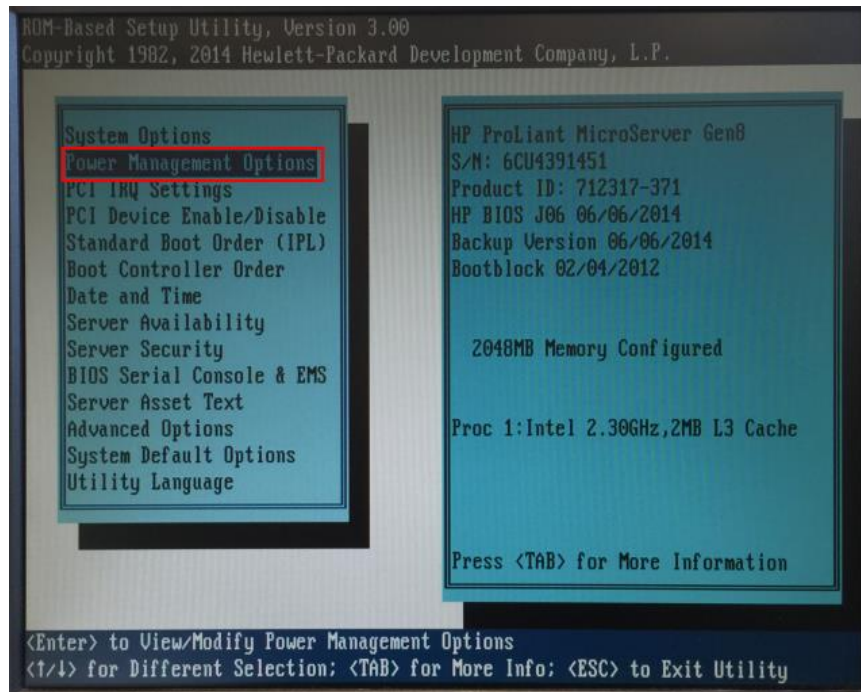 ROM-Based Setup Utility, Version 3.00
Copyright 1982, 2014 Hewlett-Packard Development Company, L.P.
System Options
Power Management Options
PCI IRQ Settings
PCI Device Enable/Disable
Standard Boot Order (IPL)
Boot Controller Order
Date and Time
Server Availability
Server Security
BIOS Serial Console & EMS
Server Asset Text
Advanced Options
System Default Options
Utility Language
HP ProLiant MicroServer Gen8
S/N: 6CU4391451
Product ID: 712317-371
HP BIOS J06 06/06/2014
Backup Version 06/06/2014
Bootblock 02/04/2012
2048MB Memory Configured
Proc 1:Intel 2.30GHz,2MB L3 Cache
Press <TAB> for More Information
<Enter> to View/Modify Power Management Options
<↑/↓> for Different Selection; <TAB> for More Info; <ESC> to Exit Utility